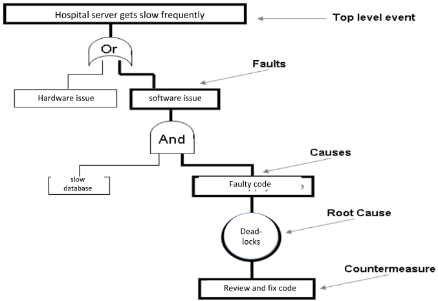 Hospital server gets slow frequently
Top level event
Or
Faults
Hardware issue
software issue
And
Causes
slow
database
Faulty code
Root Cause
Dead-
locks
Countermeasure
Review and fix code